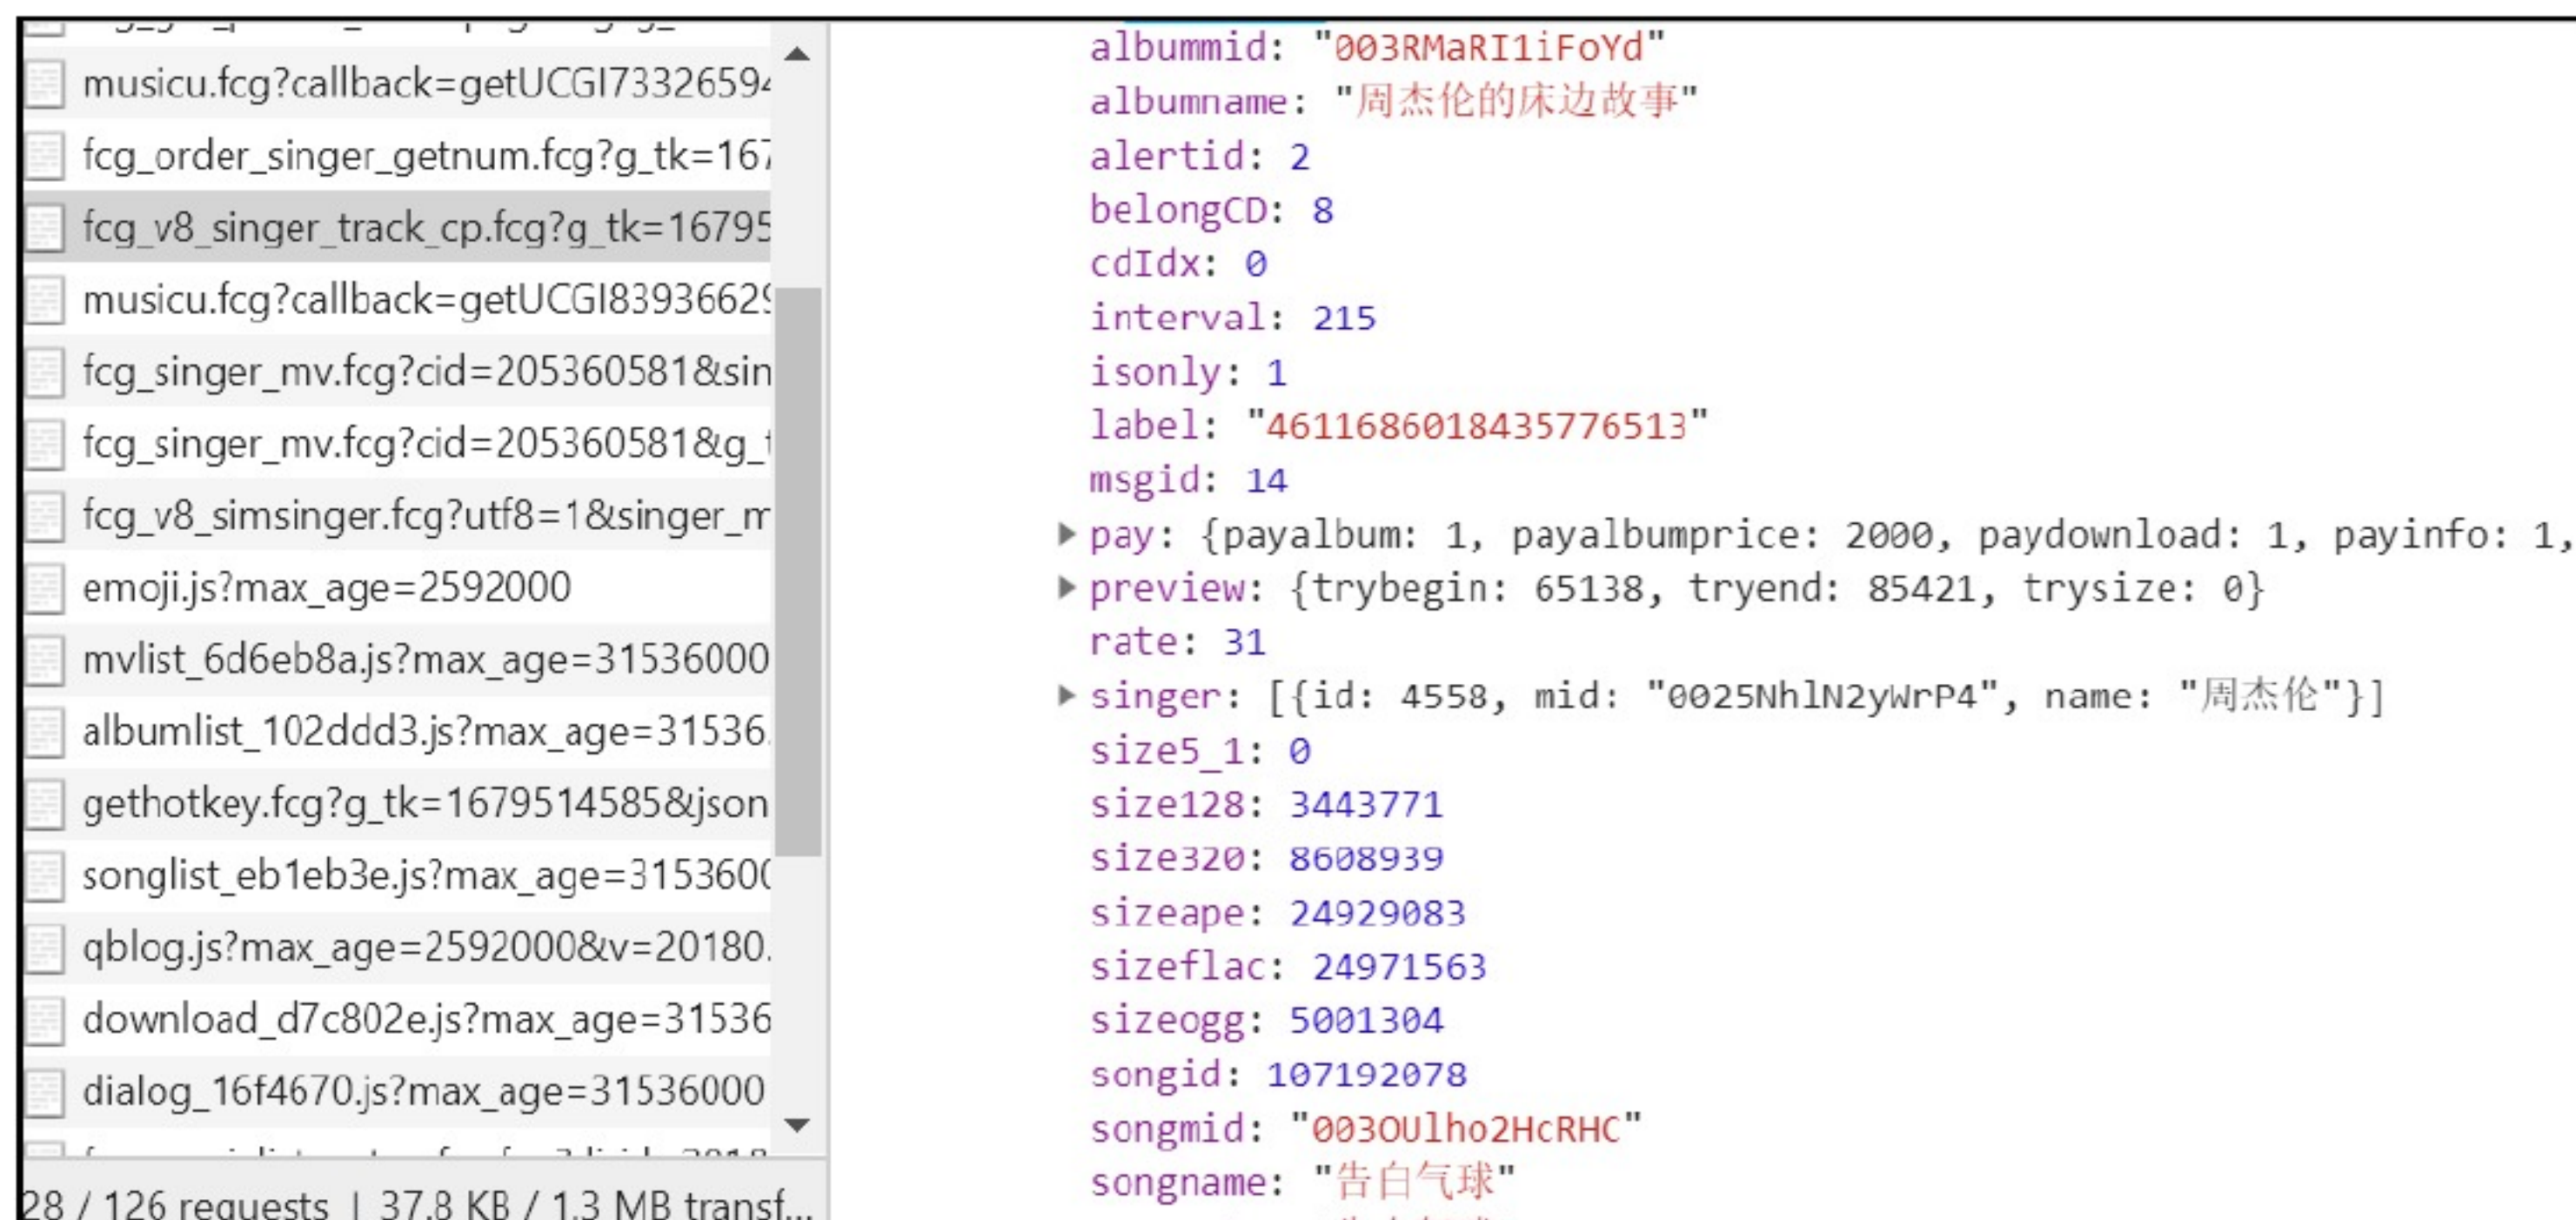 musicu.fcg?callback=getUCGI73326594
fcg_order_singer_getnum.fcg?g_tk=167
fcg_v8_singer_track_cp.fcg?g_tk=16795
musicu.fcg?callback=getUCGI83936629
fcg_singer_mv.fcg?cid=205360581&sin
fcg_singer_mv.fcg?cid=205360581&g_t
fcg_v8_simsinger.fcg?utf8=1&singer_m
emoji.js?max_age=2592000
mvlist_6d6eb8a.js?max_age=31536000
albumlist_102ddd3.js?max_age=31536.
gethotkey.fcg?g_tk=1679514585&json
songlist_eb1eb3e.js?max_age=3153600
qblog.js?max_age=2592000&v=20180.
download_d7c802e.js?max_age=31536
dialog_16f4670.js?max_age=31536000
28 / 126 requests | 37.8 KB / 1.3 MB transf...
albummid: "003RMaRI1iFoYd"
albumname: "周杰伦的床边故事"
alertid: 2
belongCD: 8
cdIdx: 0
interval: 215
isonly: 1
label: "4611686018435776513"
msgid: 14
pay: {payalbum: 1, payalbumprice: 2000, paydownload: 1, payinfo: 1,
preview: {trybegin: 65138, tryend: 85421, trysize: 0}
rate: 31
singer: [{id: 4558, mid: "0025NhlN2yWrP4", name: "周杰伦"}]
size5_1: 0
size128: 3443771
size320: 8608939
sizeape: 24929083
sizeflac: 24971563
sizeogg: 5001304
songid: 107192078
songmid: "003OUlho2HcRHC"
songname: "告白气球"